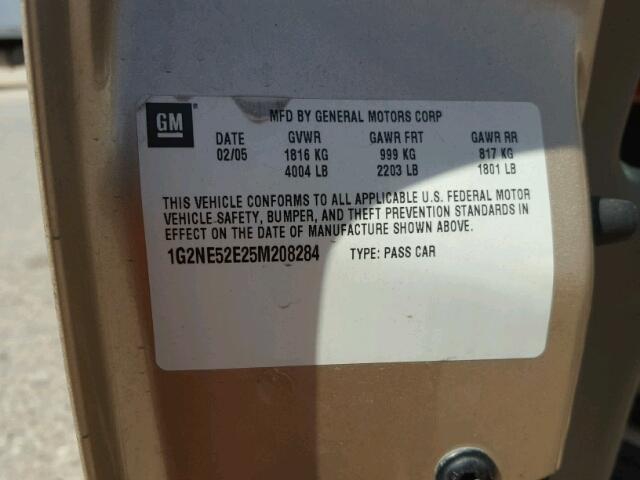 GM
MFD BY GENERAL MOTORS CORP
DATE GVWR GAWR FRT GAWR RR
02/05 1816 KG 999 KG 817 KG
4004 LB 2203 LB 1801 LB
THIS VEHICLE CONFORMS TO ALL APPLICABLE U.S. FEDERAL MOTOR
VEHICLE SAFETY, BUMPER, AND THEFT PREVENTION STANDARDS IN
EFFECT ON THE DATE OF MANUFACTURE SHOWN ABOVE.
1G2NE52E25M208284 TYPE: PASS CAR